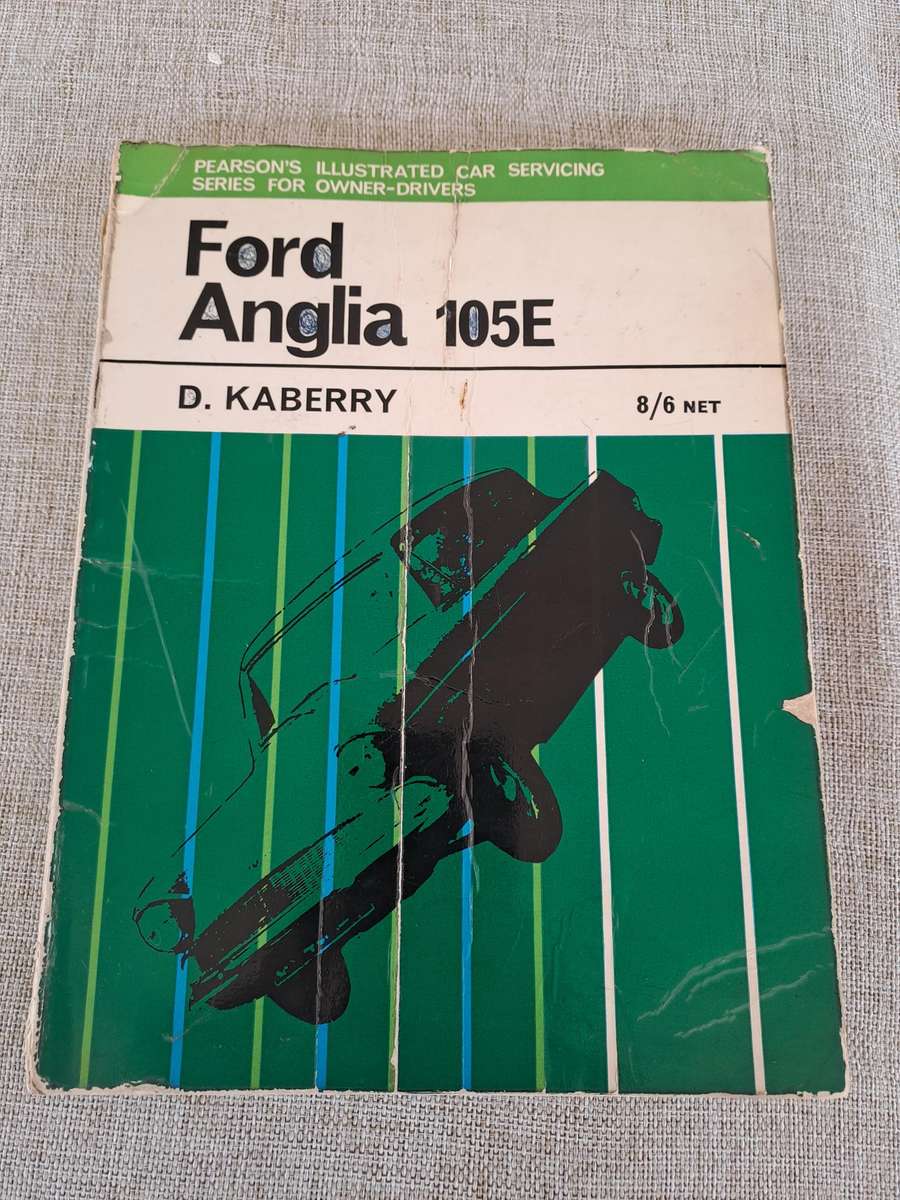 PEARSON'S ILLUSTRATED CAR SERVICING
SERIES FOR OWNER-DRIVERS
Ford
Anglia 105E
D. KABERRY 8/6 NET